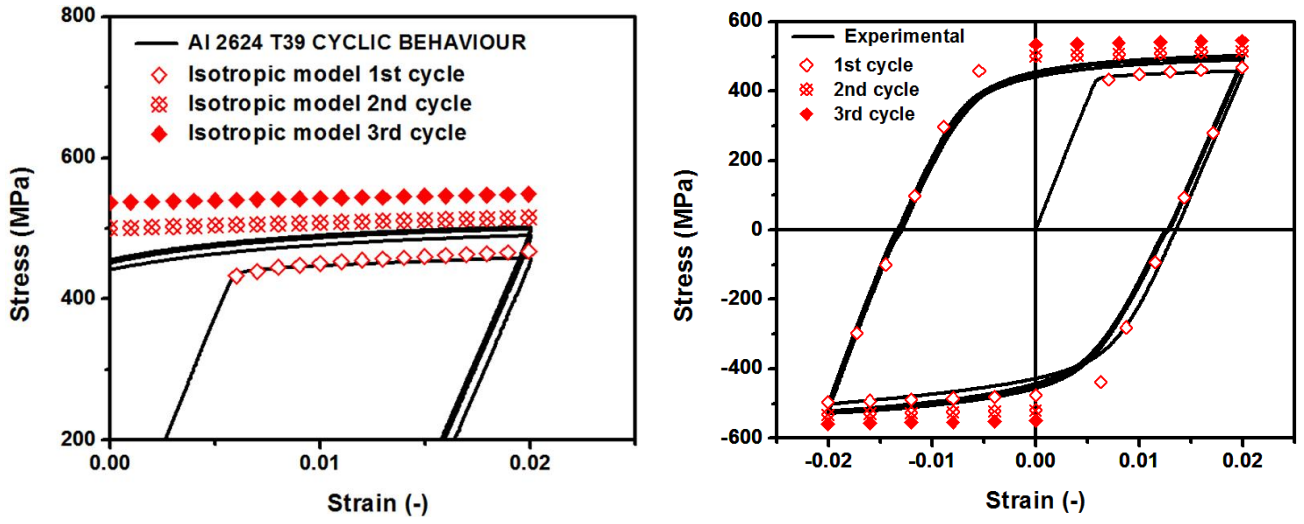 800
600
400
200
0.00
0.01
0.02
Stress (MPa)
Strain (-)
Al 2624 T39 CYCLIC BEHAVIOUR
Isotropic model 1st cycle
Isotropic model 2nd cycle
Isotropic model 3rd cycle
600
400
200
0
-200
-400
-600
-0.02
-0.01
0.00
0.01
0.02
Stress (MPa)
Strain (-)
Experimental
1st cycle
2nd cycle
3rd cycle